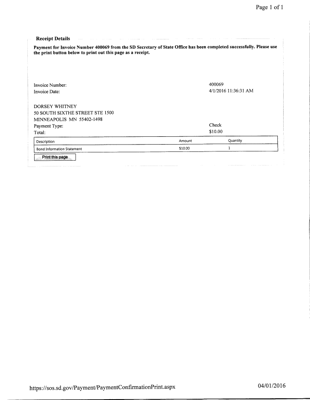 Page 1 of 1
Receipt Details
Payment for Invoice Number 400069 from the SD Secretary of State Office has been completed successfully. Please use
the print button below to print out this page as a receipt.
Invoice Number: 400069
Invoice Date: 4/1/2016 11:36:31 AM
DORSEY WHITNEY
50 SOUTH SIXTHE STREET STE 1500
MINNEAPOLIS MN 55402-1498
Payment Type: Check
Total: $10.00
Description Amount Quantity
Bond Information Statement $10.00 1
Print this page
https://sos.sd.gov/Payment/PaymentConfirmationPrint.aspx 04/01/2016